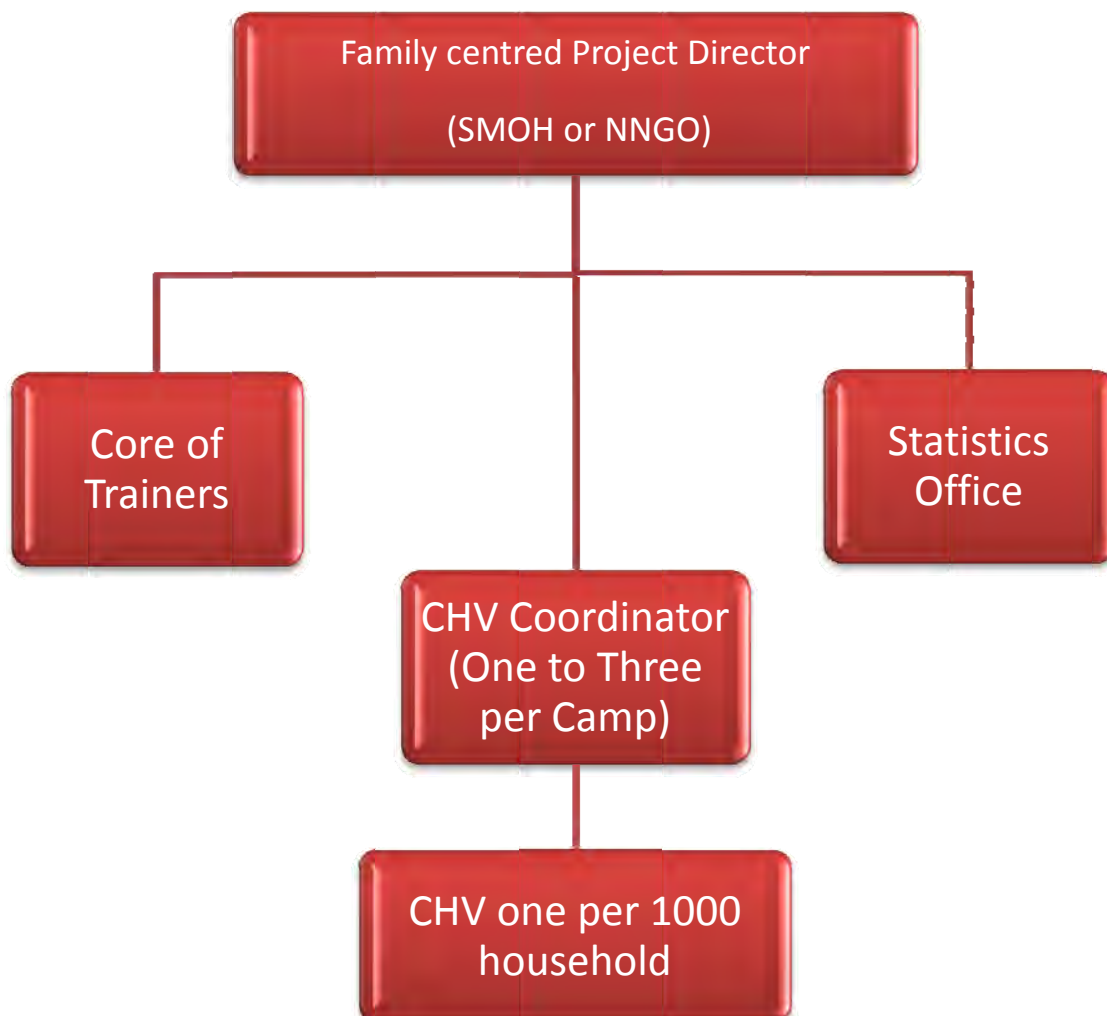 Family centred Project Director
(SMOH or NNGO)
Core of
Trainers
Statistics
Office
CHV Coordinator
(One to Three
per Camp)
CHV one per 1000
household